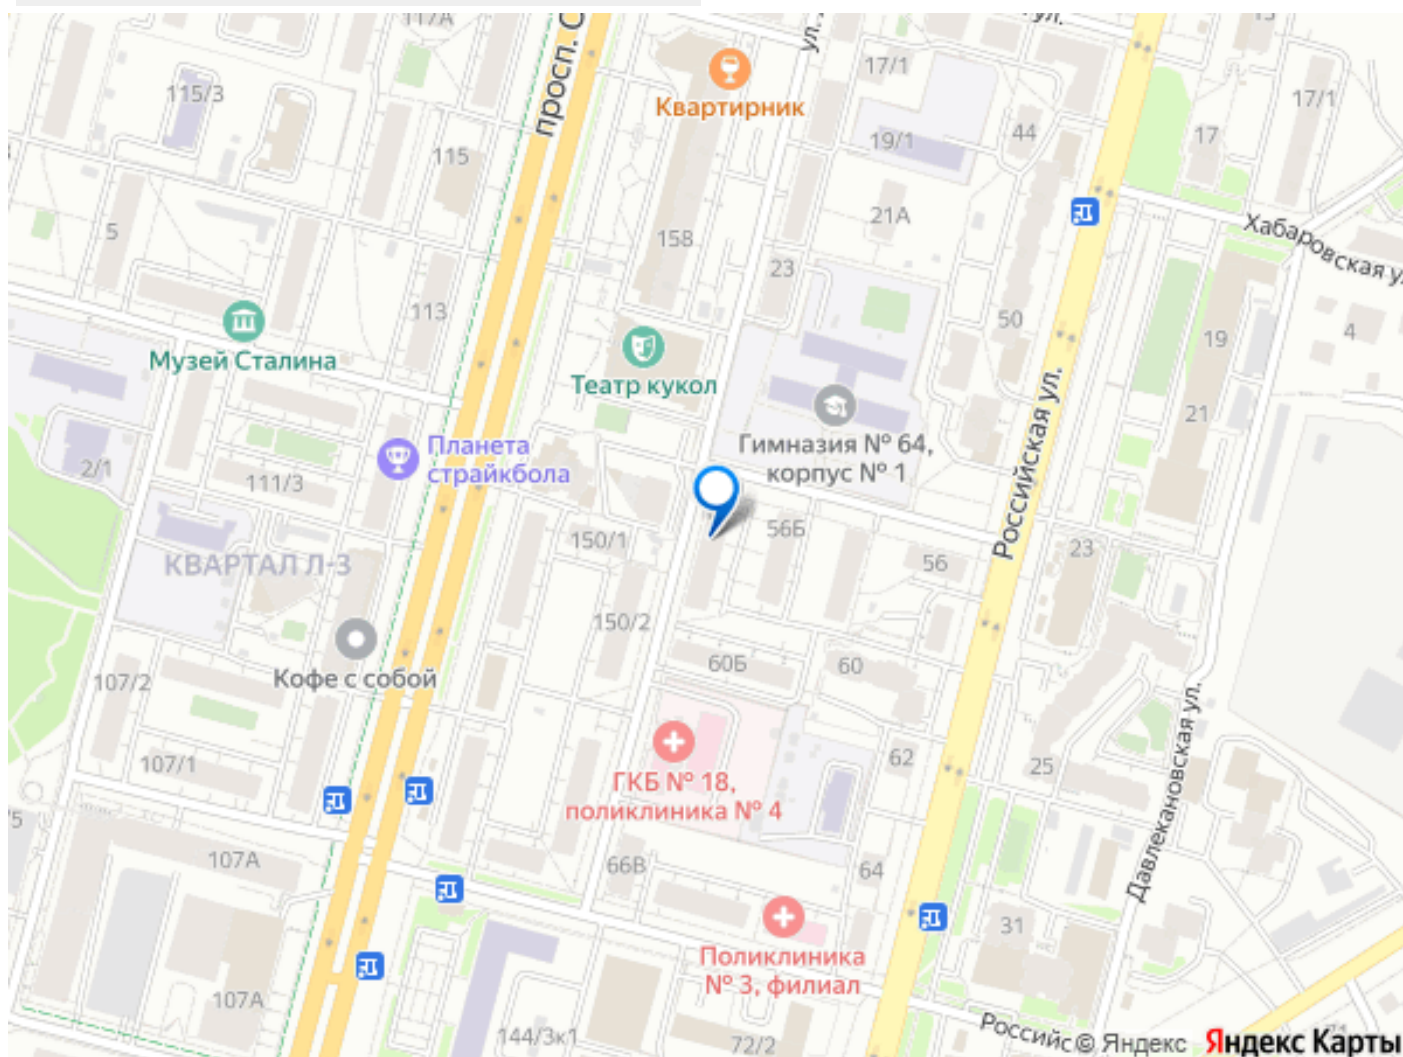 117А
просп. С
ул.
ул.
13
17/1
115/3
Квартирник
17/1
115
19/1
44
17
21А
5
158
23
Хабаровская у
113
50
4
19
Музей Сталина
Театр кукол
21
Российская ул.
Планета
страйкбола
Гимназия № 64,
корпус № 1
2/1
111/3
150/1
56Б
56
23
КВАРТАЛ Л-3
150/2
60Б
60
107/2
Кофе с собой
Давлекановская ул.
107/1
ГКБ № 18,
поликлиника № 4
62
25
107А
66В
64
31
Поликлиника
№ 3, филиал
107А
144/3к1
72/2
Российс
© Яндекс
Яндекс Карты